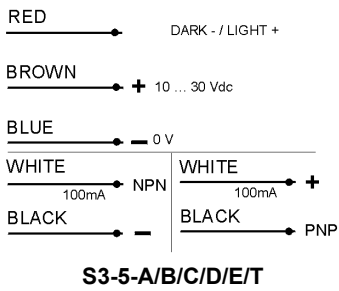 RED
DARK - / LIGHT +
BROWN
+ 10 ... 30 Vdc
BLUE
- 0 V
WHITE
100mA
NPN
BLACK
-
WHITE
100mA
+
BLACK
PNP
S3-5-A/B/C/D/E/T